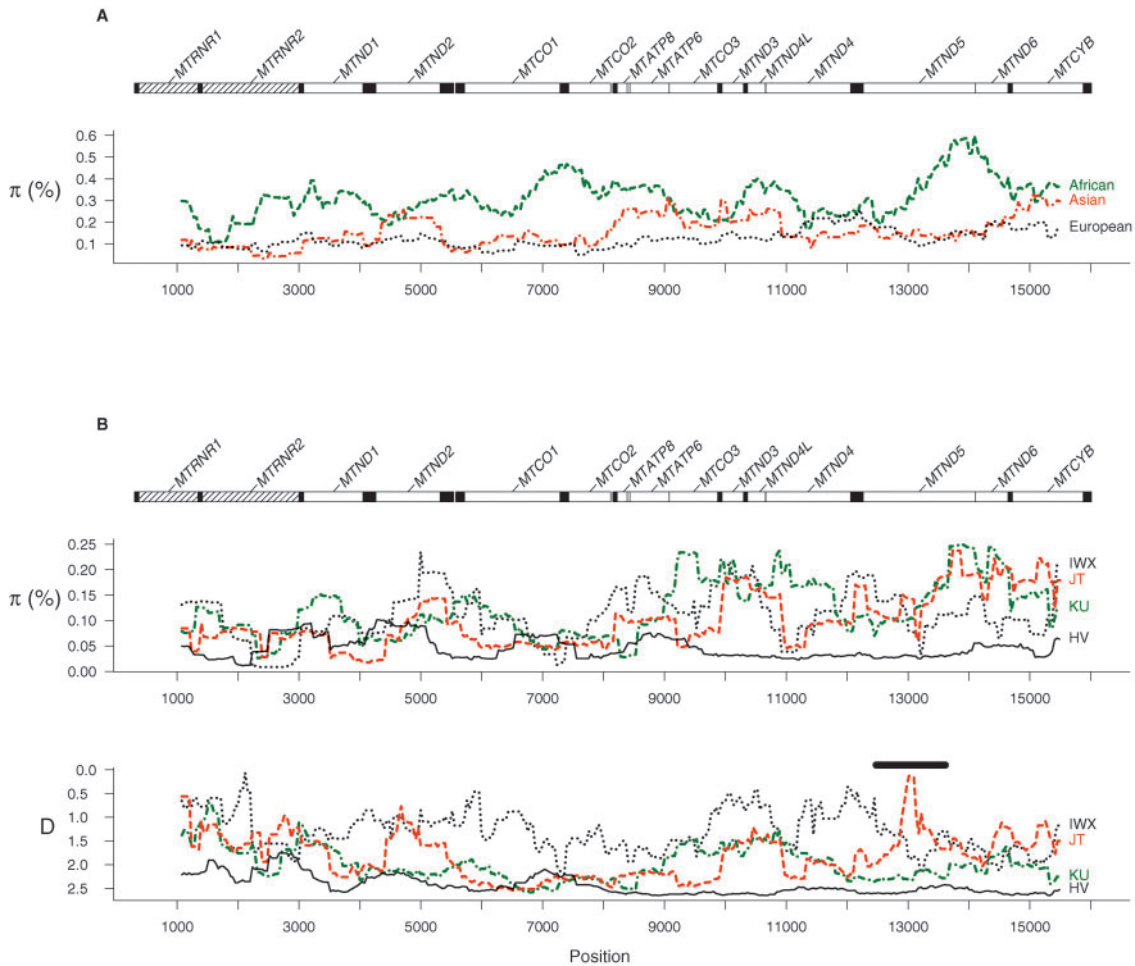 A
MTRNR1 MTRNR2 MTND1 MTND2 MTCO1 MTCO2 MTATP8 MTATP6 MTCO3 MTND3 MTND4L MTND4 MTND5 MTND6 MTCYB
π (%)
0.6
0.5
0.4
0.3
0.2
0.1
African
Asian
European
1000 3000 5000 7000 9000 11000 13000 15000
B
MTRNR1 MTRNR2 MTND1 MTND2 MTCO1 MTCO2 MTATP8 MTATP6 MTCO3 MTND3 MTND4L MTND4 MTND5 MTND6 MTCYB
π (%)
0.25
0.20
0.15
0.10
0.05
0.00
IWX
JT
KU
HV
1000 3000 5000 7000 9000 11000 13000 15000
D
0.0
0.5
1.0
1.5
2.0
2.5
IWX
JT
KU
HV
1000 3000 5000 7000 9000 11000 13000 15000
Position